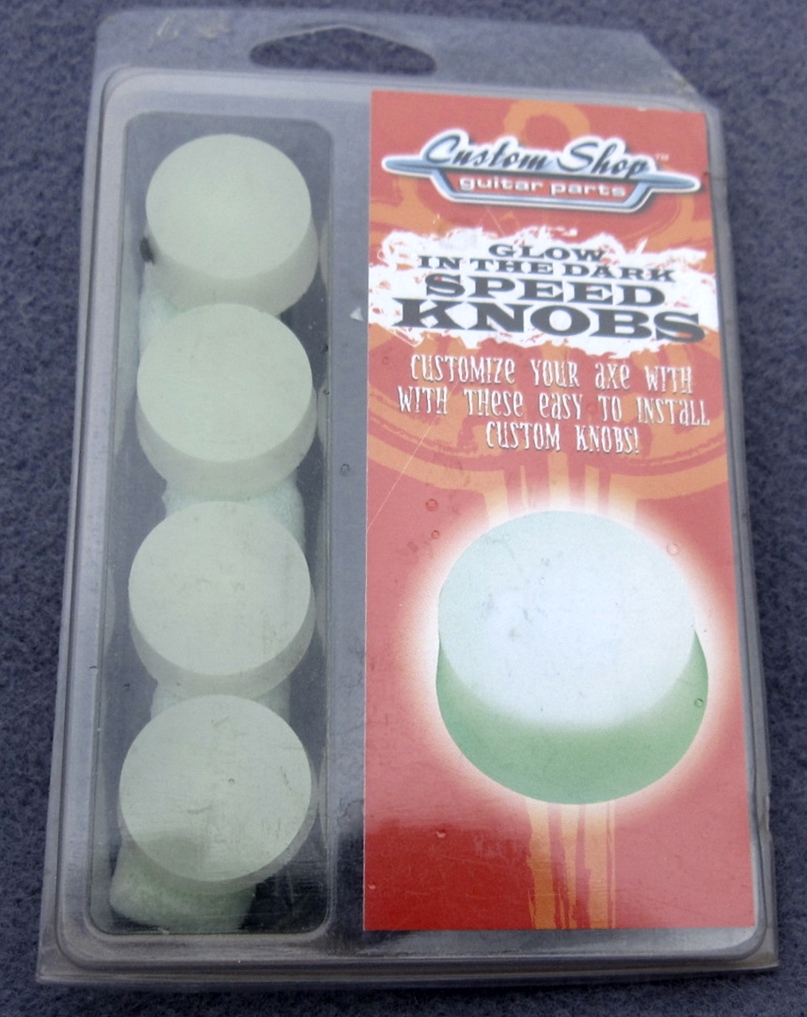 Custom Shop™
guitar parts
GLOW
IN THE DARK
SPEED
KNOBS
CUSTOMIZE YOUR AXE WITH
WITH THESE EASY TO INSTALL
CUSTOM KNOBS!